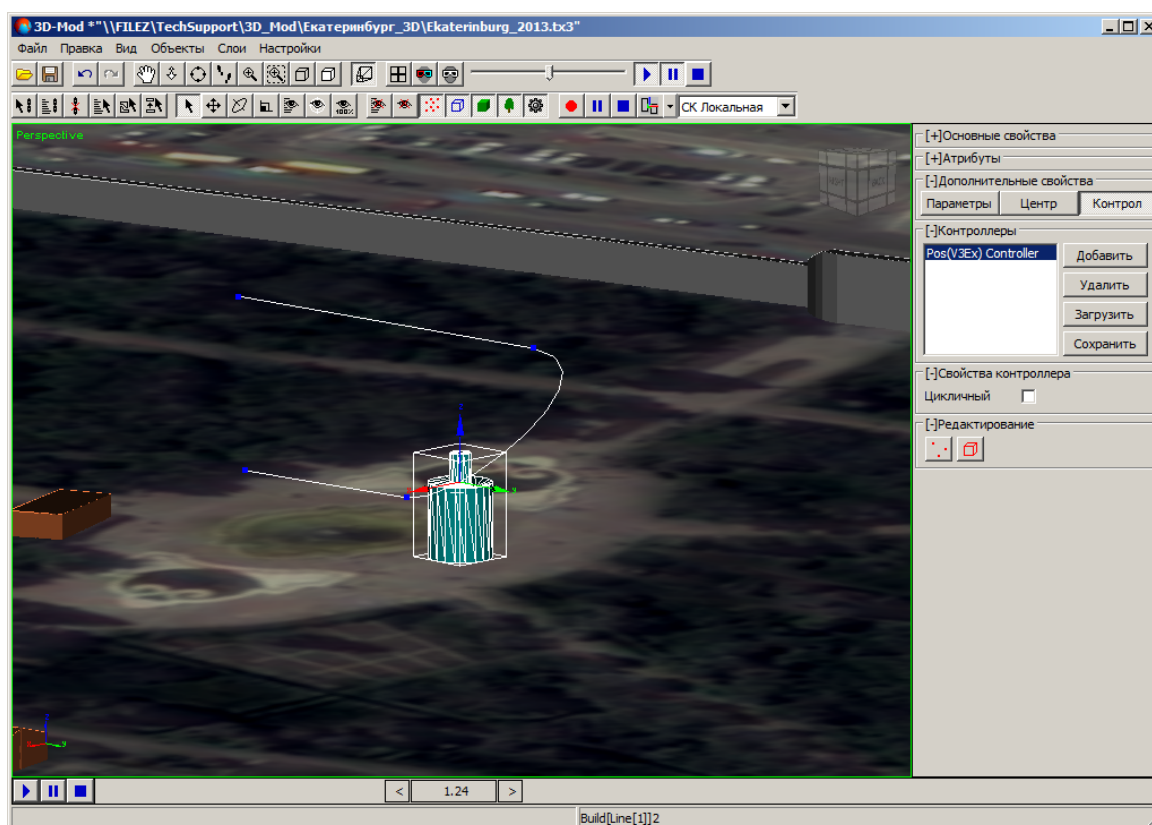 3D-Mod *"\\FILEZ\TechSupport\3D_Mod\Екатеринбург_3D\Ekaterinburg_2013.tx3"
Файл Правка Вид Объекты Слои Настройки
100%
СК Локальная
Perspective
[+]Основные свойства
[+]Атрибуты
[-]Дополнительные свойства
Параметры Центр Контрол
[-]Контроллеры
Pos(V3Ex) Controller
Добавить
Удалить
Загрузить
Сохранить
[-]Свойства контроллера
Цикличный
[-]Редактирование
< 1.24 >
Build[Line[1]]2